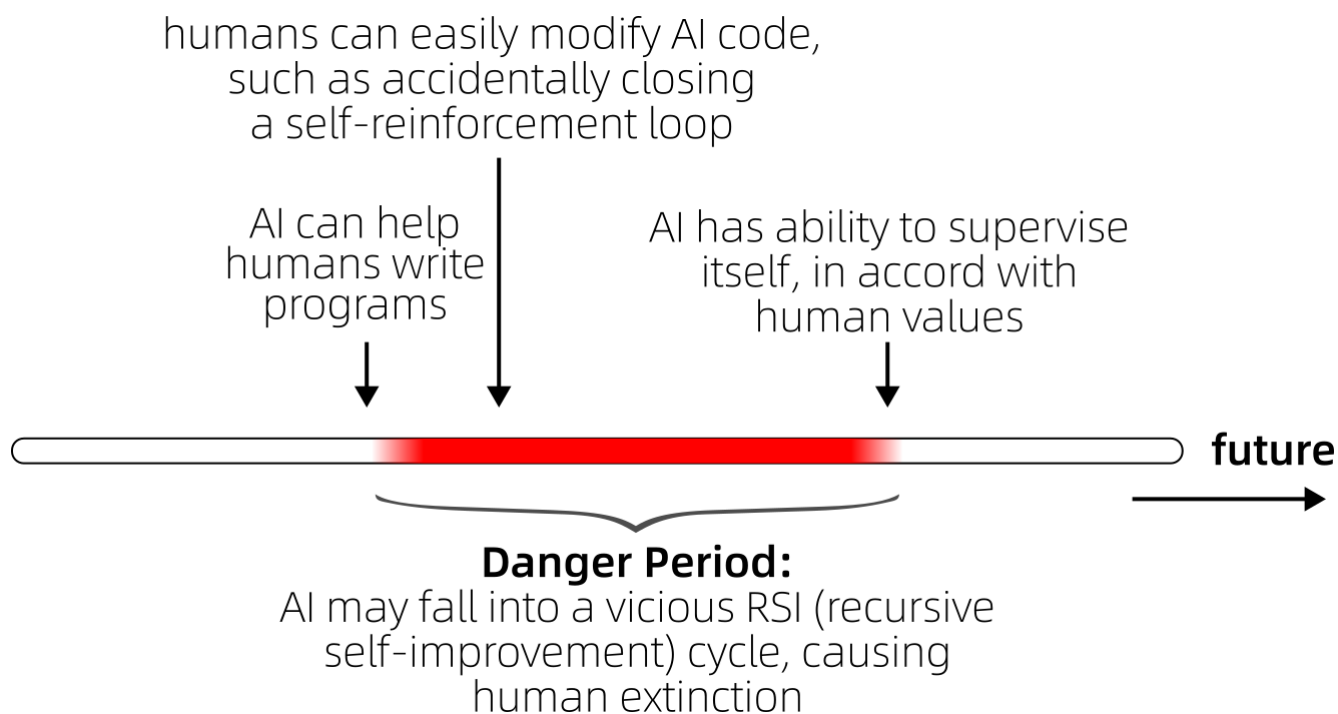 humans can easily modify AI code,
such as accidentally closing
a self-reinforcement loop
AI can help
humans write
programs
AI has ability to supervise
itself, in accord with
human values
future
Danger Period:
AI may fall into a vicious RSI (recursive
self-improvement) cycle, causing
human extinction